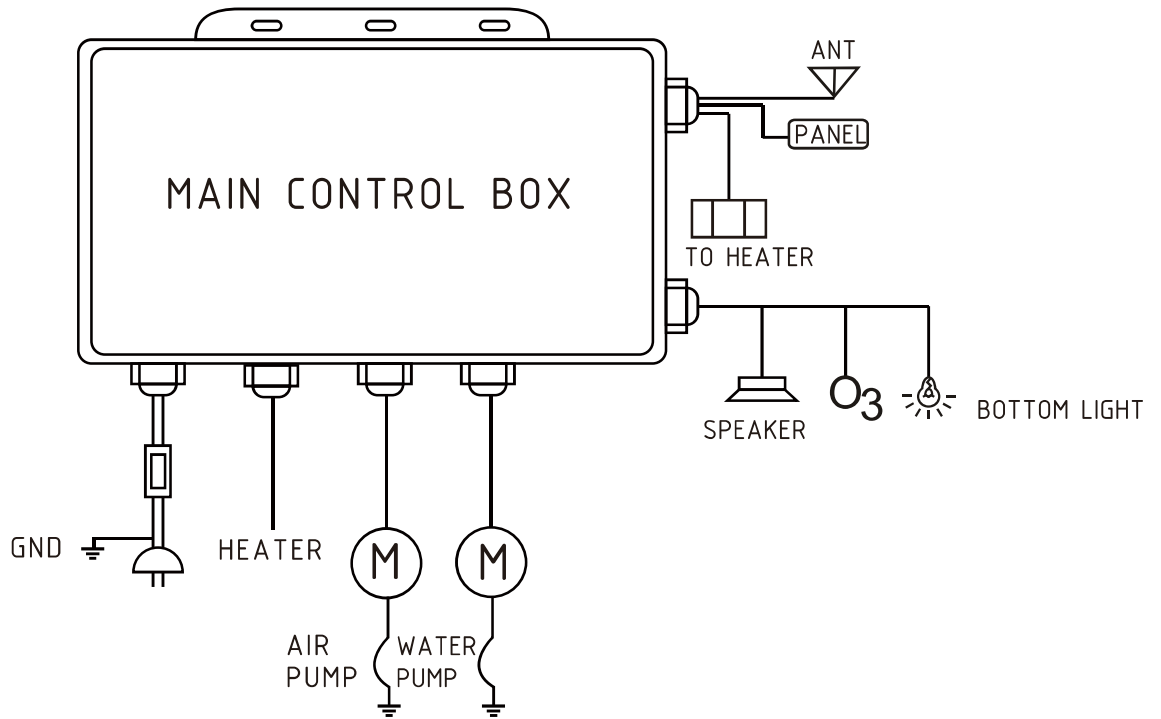 ANT
PANEL
MAIN CONTROL BOX
TO HEATER
O3
BOTTOM LIGHT
SPEAKER
GND
HEATER
M
M
AIR
PUMP
WATER
PUMP